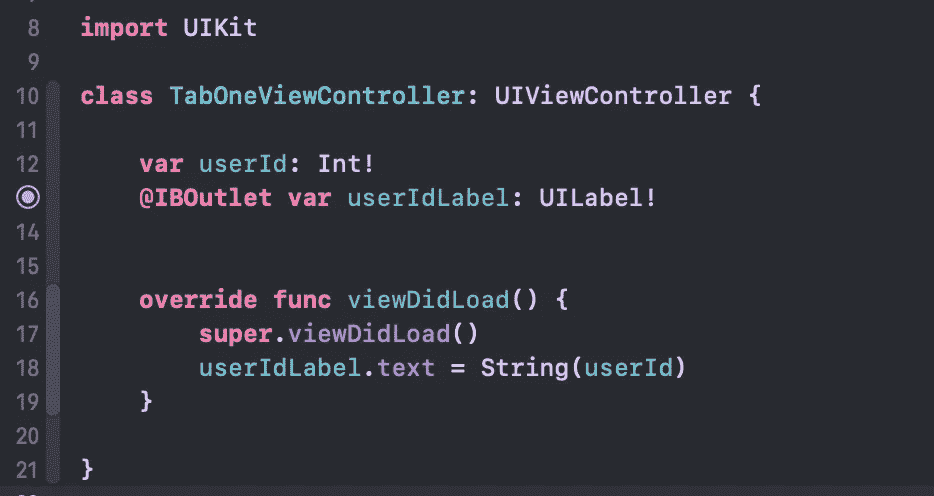 8 import UIKit
9
10 class TabOneViewController: UIViewController {
11
12 var userId: Int!
@IBOutlet var userIdLabel: UILabel!
14
15
16 override func viewDidLoad() {
17 super.viewDidLoad()
18 userIdLabel.text = String(userId)
19 }
20
21 }